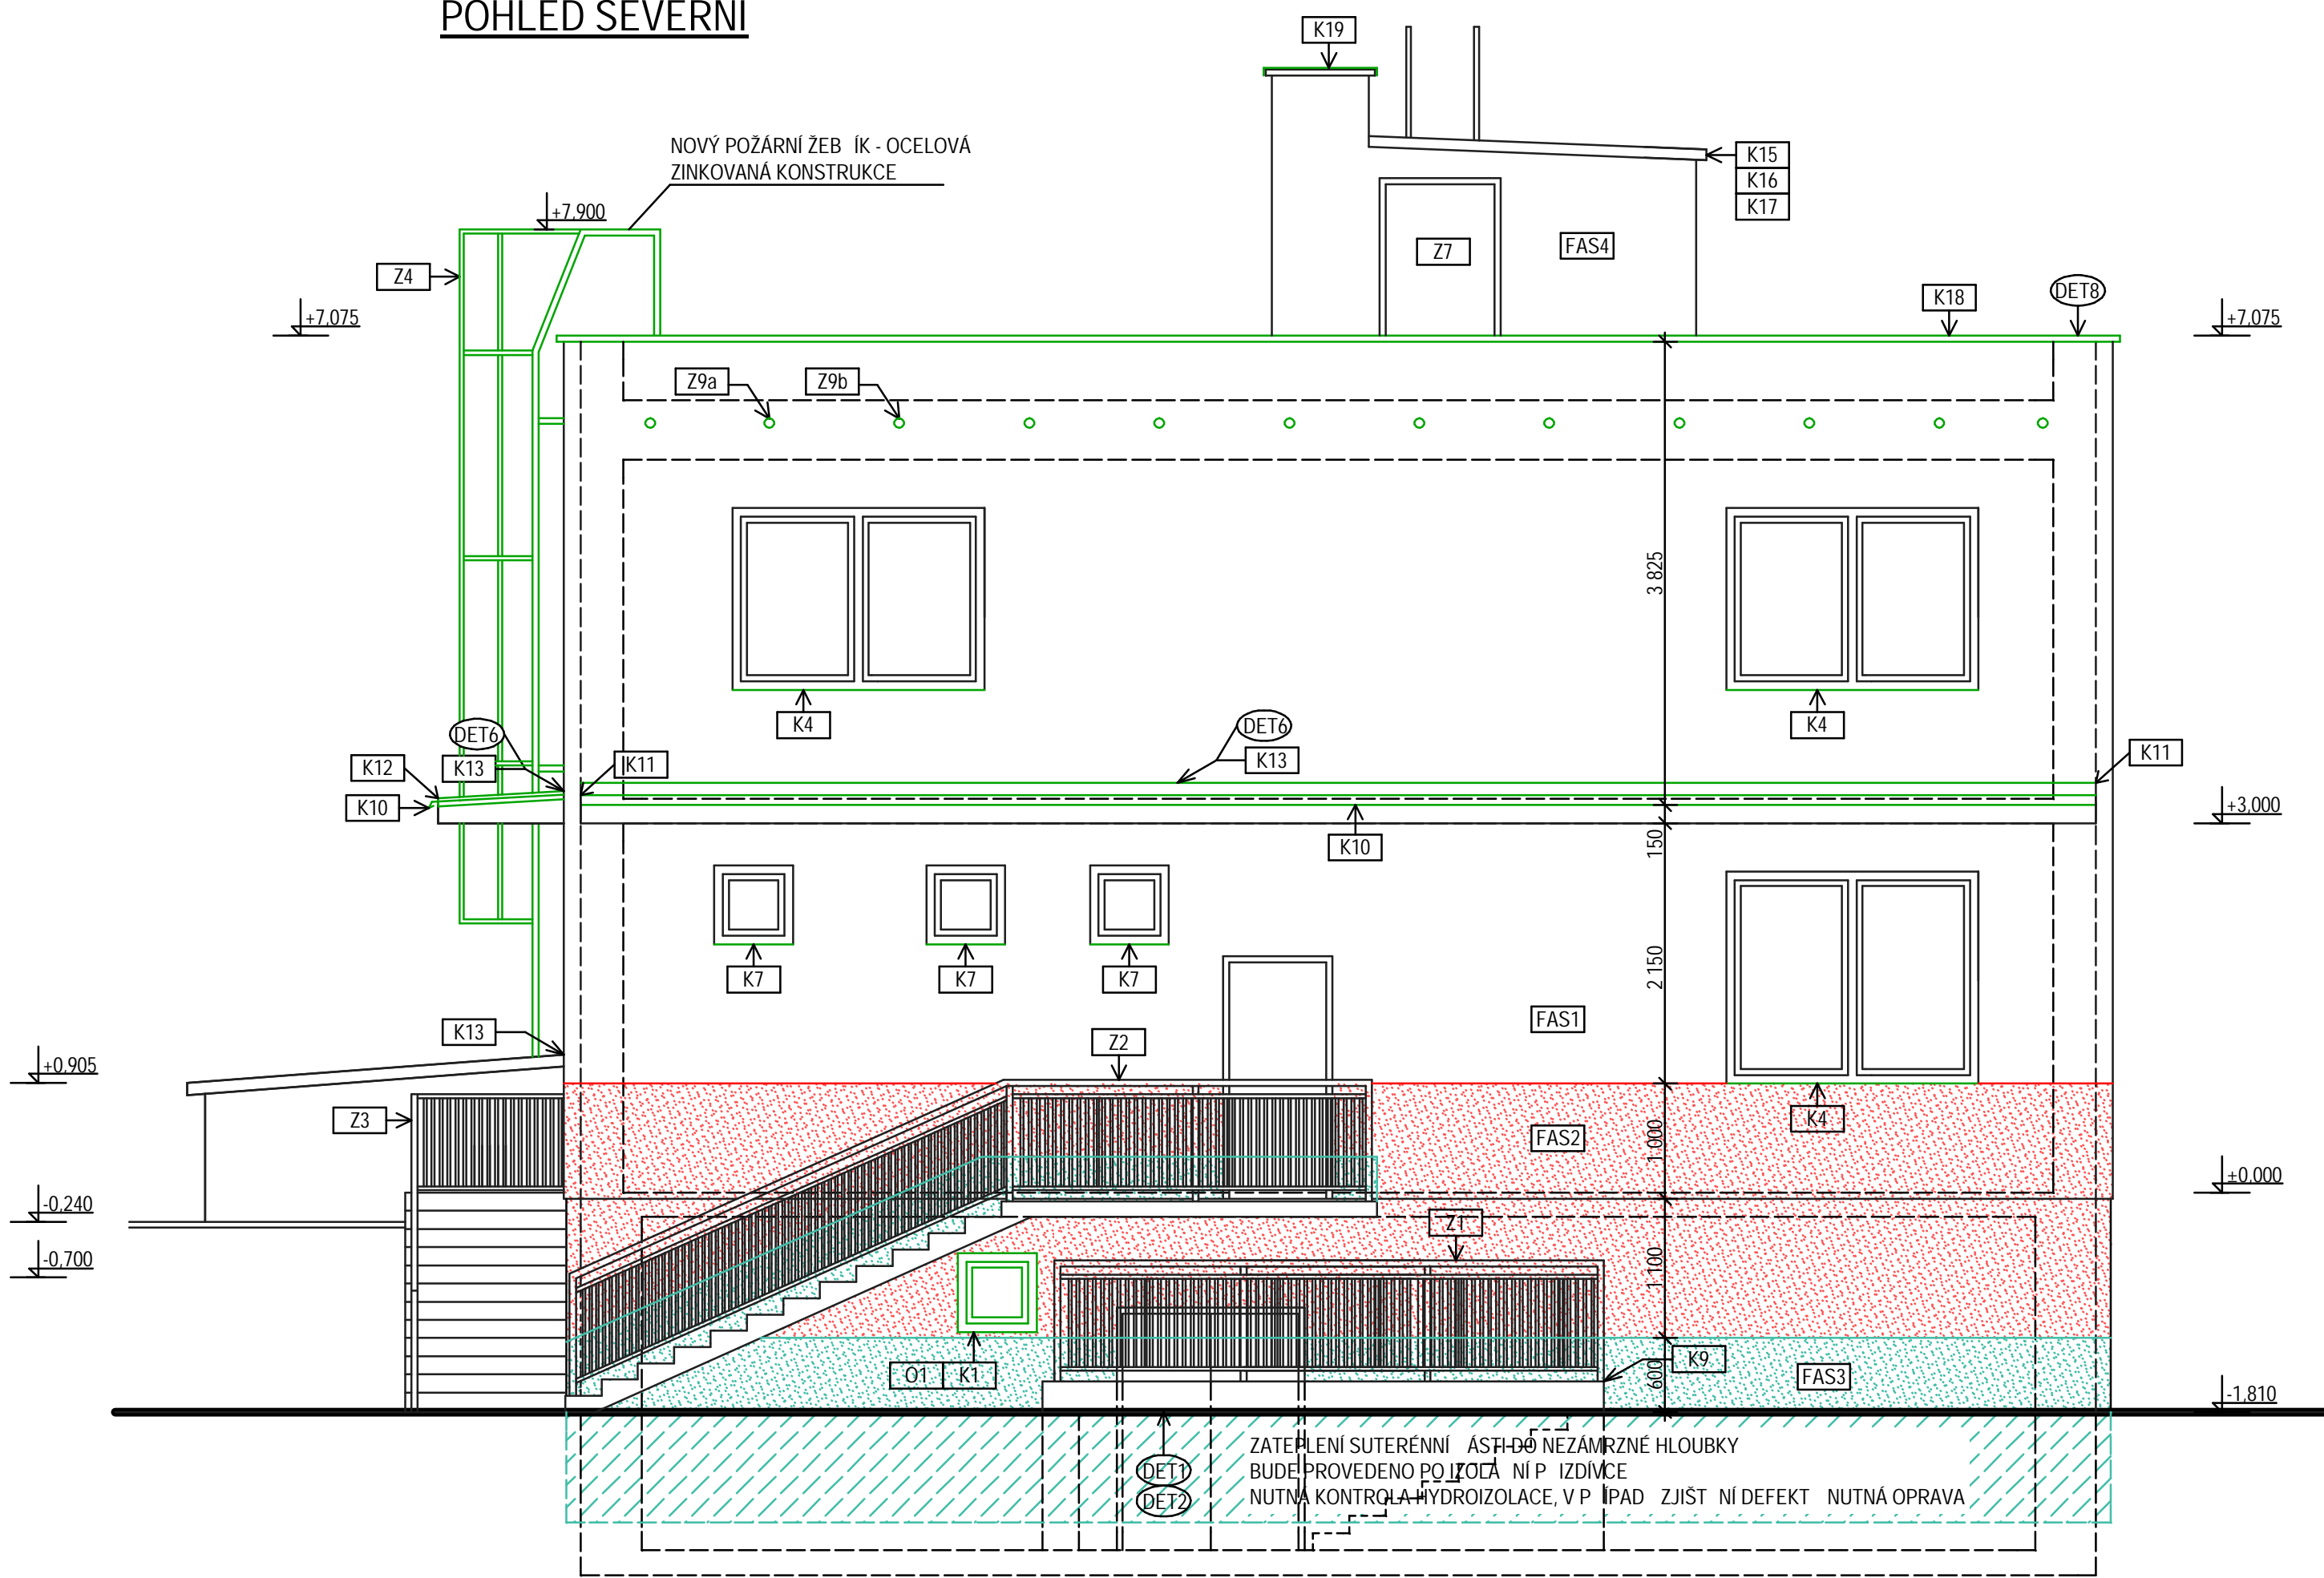 POHLED SEVERNÍ
K19
NOVÝ POŽÁRNÍ ŽEB ÍK - OCELOVÁ
ZINKOVANÁ KONSTRUKCE
K15
K16
K17
+7,900
Z7
FAS4
Z4
K18
DET8
+7,075
+7,075
Z9a
Z9b
3 825
K4
K4
DET6
DET6
K12
K13
K11
K13
K11
K10
+3,000
K10
150
K7
K7
K7
2 150
FAS1
K13
Z2
+0,905
Z3
K4
FAS2
1 000
±0,000
-0,240
Z1
-0,700
1 100
O1
K1
K9
600
FAS3
-1,810
ZATEPLENÍ SUTERÉNNÍ ÁSTI DO NEZÁMRZNÉ HLOUBKY
DET1
BUDE PROVEDENO PO IZOLA NÍ P IZDÍVCE
DET2
NUTNÁ KONTROLA HYDROIZOLACE, V P ÍPAD ZJIŠT NÍ DEFEKT NUTNÁ OPRAVA